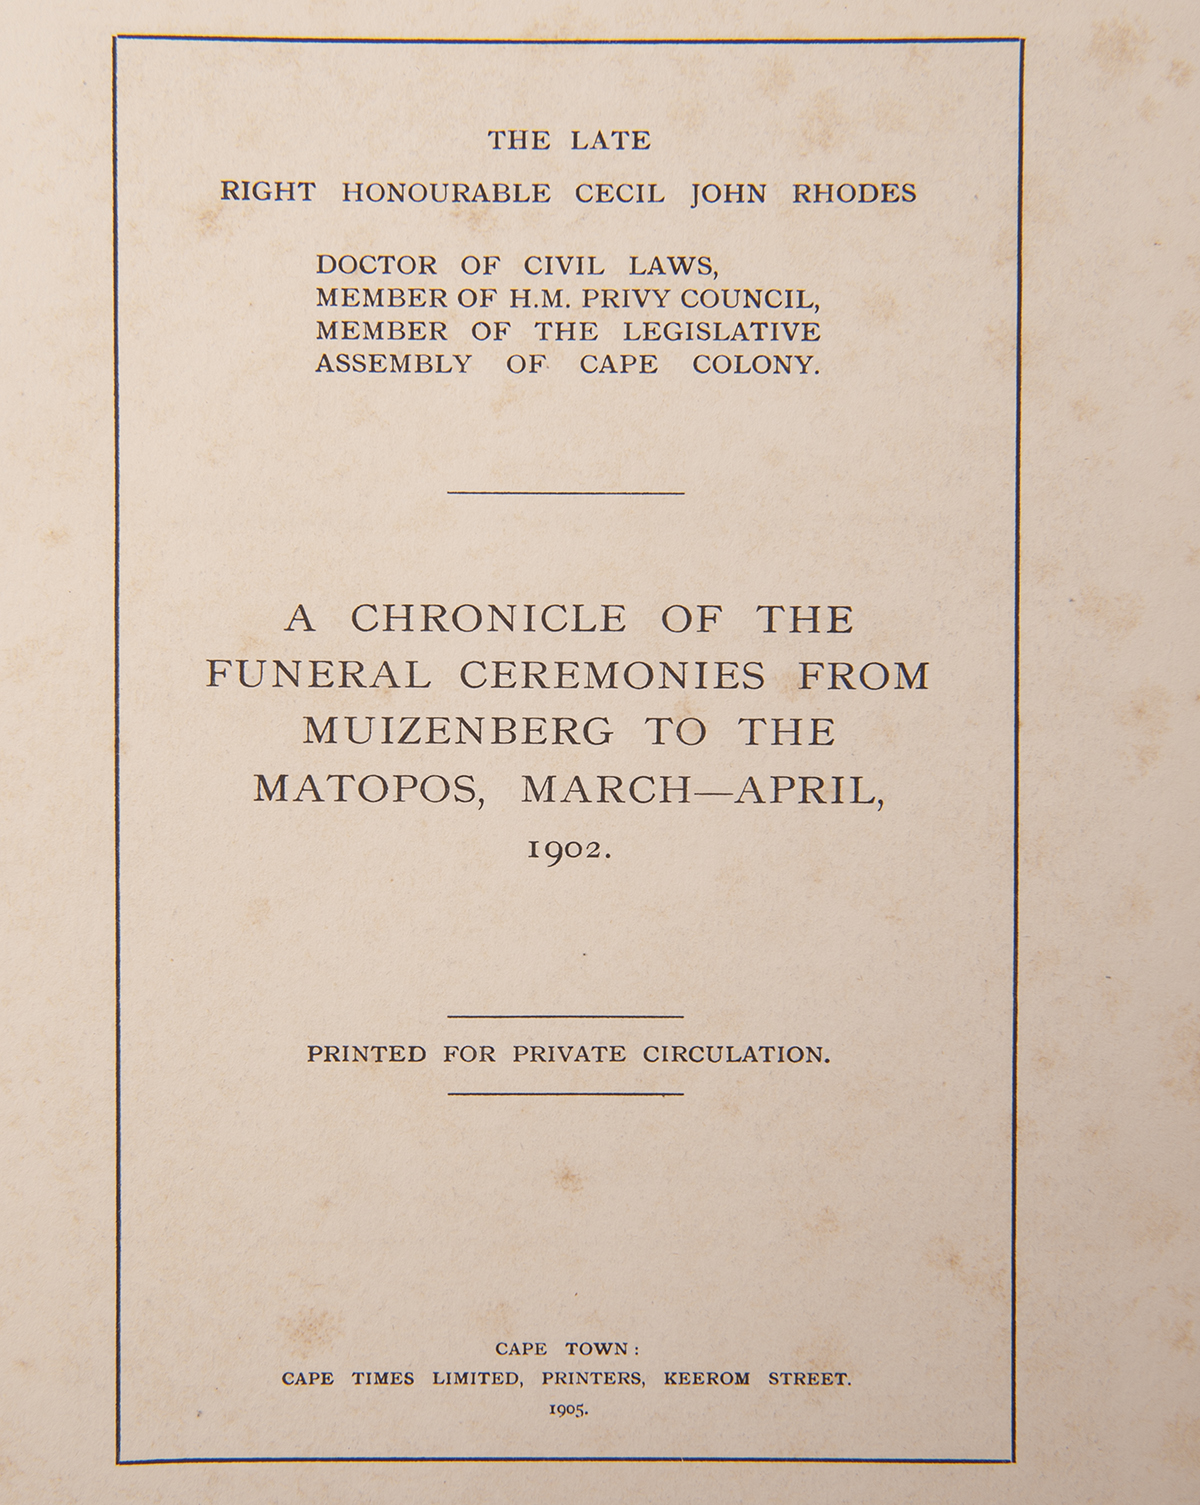 THE LATE
RIGHT HONOURABLE CECIL JOHN RHODES
DOCTOR OF CIVIL LAWS,
MEMBER OF H.M. PRIVY COUNCIL,
MEMBER OF THE LEGISLATIVE
ASSEMBLY OF CAPE COLONY.
A CHRONICLE OF THE
FUNERAL CEREMONIES FROM
MUIZENBERG TO THE
MATOPOS, MARCH—APRIL,
1902.
PRINTED FOR PRIVATE CIRCULATION.
CAPE TOWN:
CAPE TIMES LIMITED, PRINTERS, KEEROM STREET.
1905.